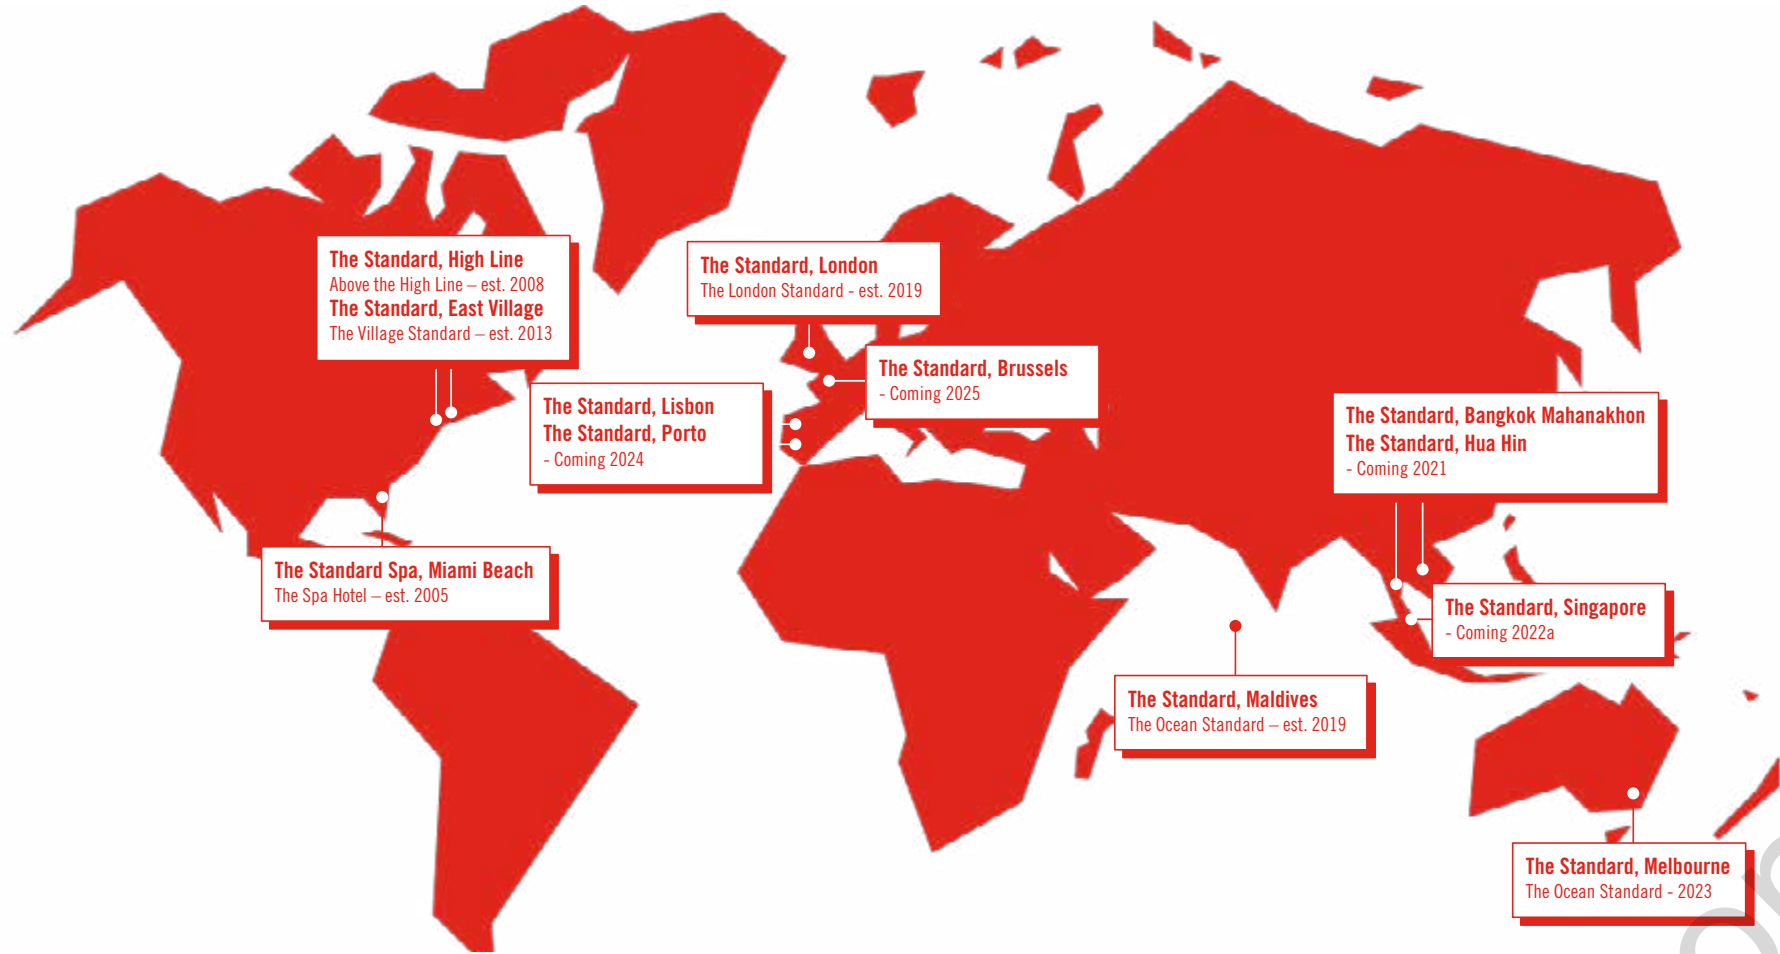 The Standard, High Line
Above the High Line – est. 2008
The Standard, East Village
The Village Standard – est. 2013
The Standard, London
The London Standard - est. 2019
The Standard, Brussels
- Coming 2025
The Standard, Lisbon
The Standard, Porto
- Coming 2024
The Standard, Bangkok Mahanakhon
The Standard, Hua Hin
- Coming 2021
The Standard Spa, Miami Beach
The Spa Hotel – est. 2005
The Standard, Singapore
- Coming 2022a
The Standard, Maldives
The Ocean Standard – est. 2019
The Standard, Melbourne
The Ocean Standard - 2023